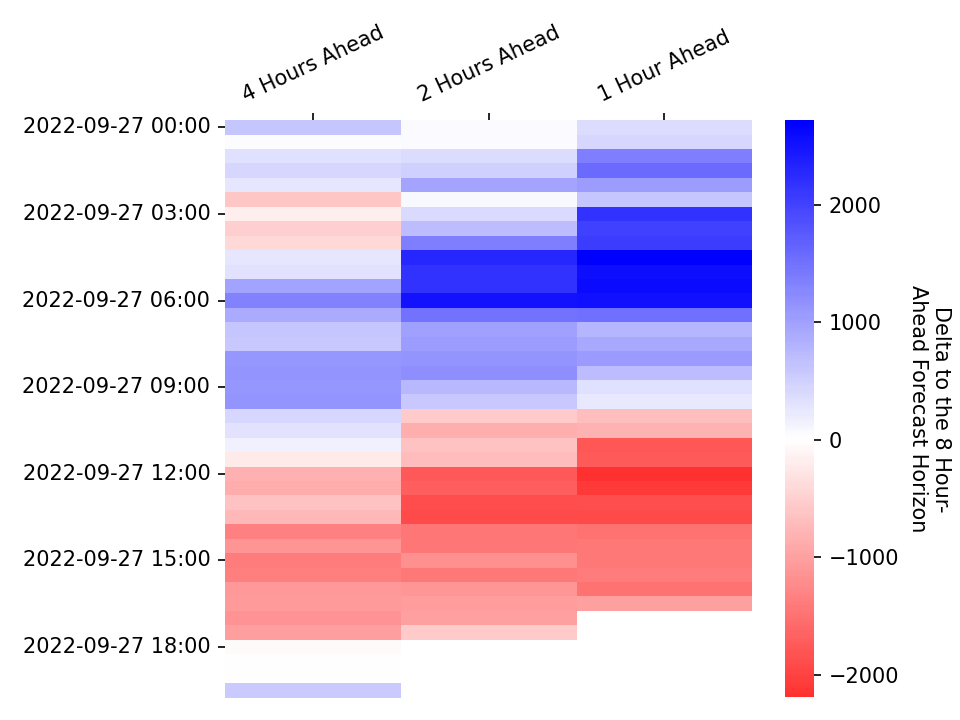 4 Hours Ahead
2 Hours Ahead
1 Hour Ahead
2022-09-27 00:00
2022-09-27 03:00
2022-09-27 06:00
2022-09-27 09:00
2022-09-27 12:00
2022-09-27 15:00
2022-09-27 18:00
2000
1000
0
−1000
−2000
Delta to the 8 Hour-
Ahead Forecast Horizon